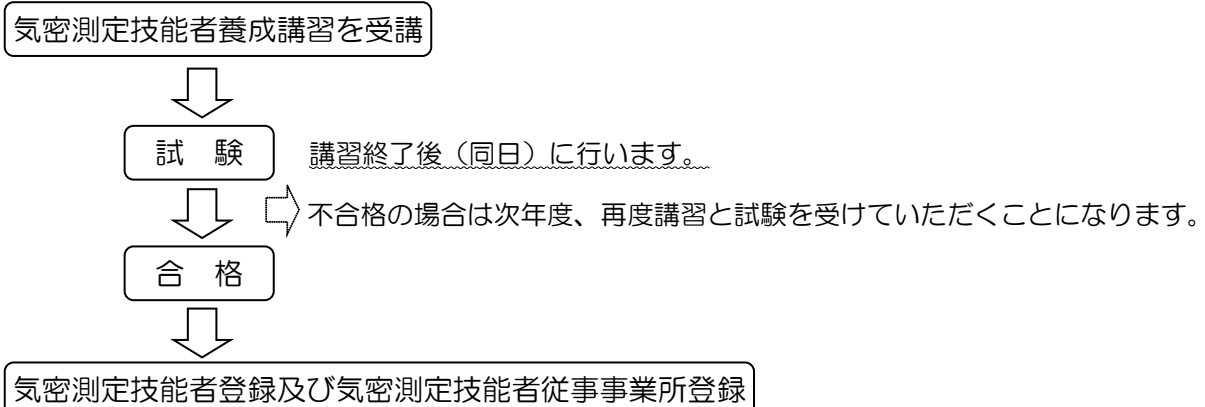 気密測定技能者養成講習を受講
試　験　講習終了後（同日）に行います。
不合格の場合は次年度、再度講習と試験を受けていただくことになります。
合　格
気密測定技能者登録及び気密測定技能者従事事業所登録